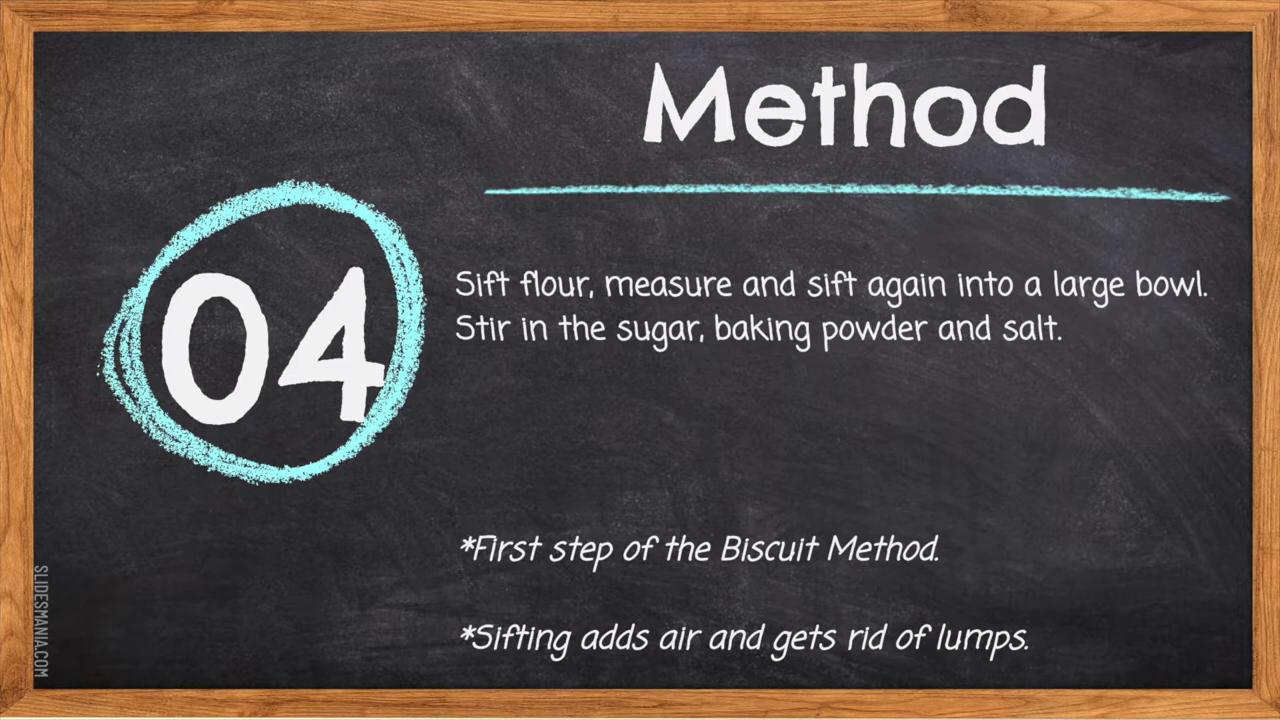 Method
04
Sift flour, measure and sift again into a large bowl.
Stir in the sugar, baking powder and salt.
*First step of the Biscuit Method.
*Sifting adds air and gets rid of lumps.
SLIDESMANIA.COM